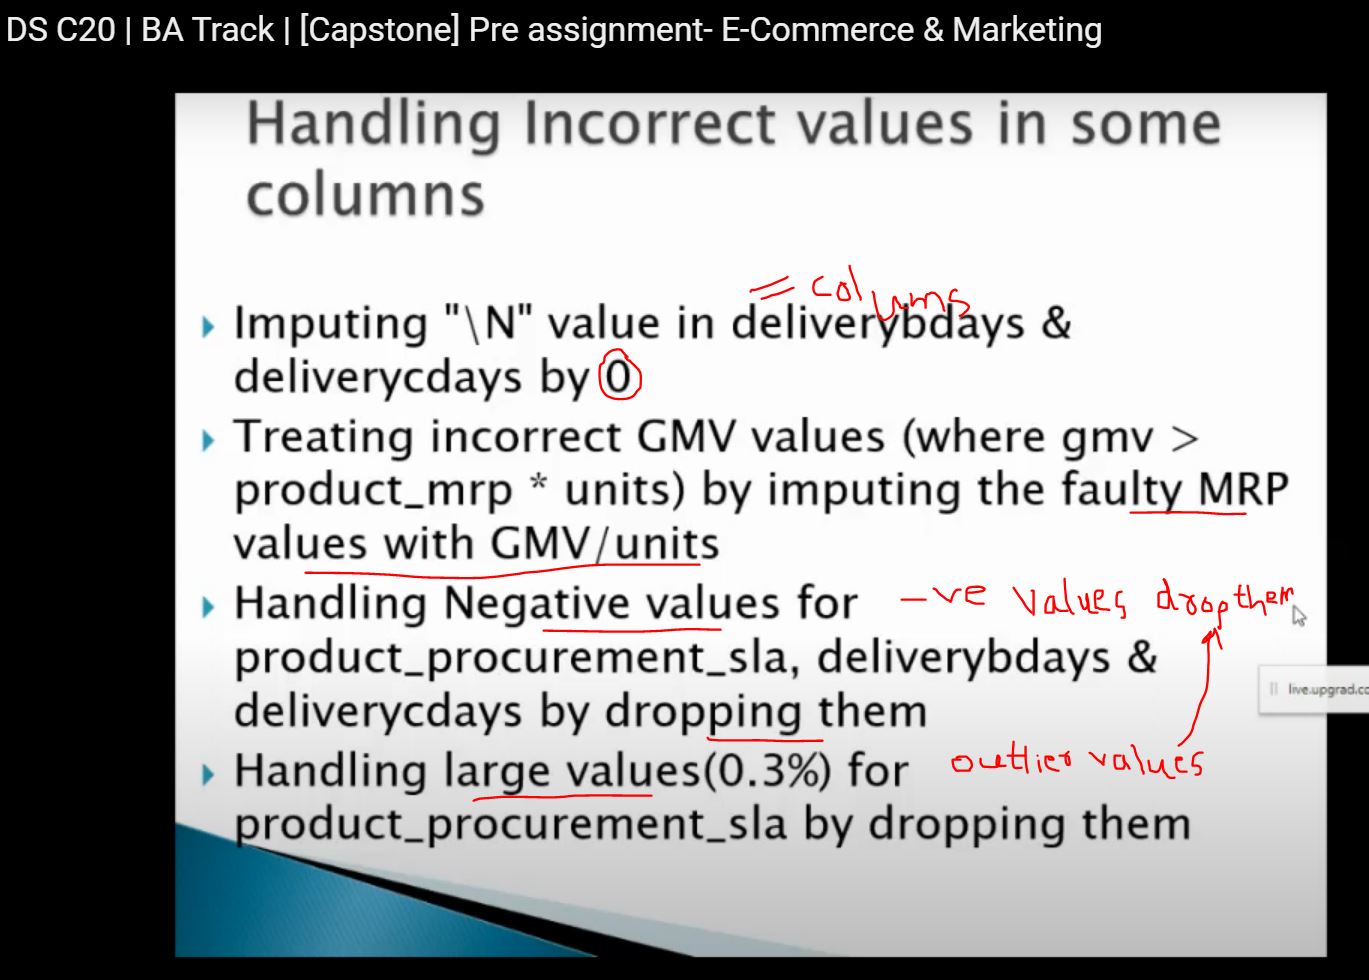 DS C20 | BA Track | [Capstone] Pre assignment- E-Commerce & Marketing
Handling Incorrect values in some
columns
= columns
Imputing "\N" value in deliverybdays &
deliverycdays by 0
Treating incorrect GMV values (where gmv >
product_mrp * units) by imputing the faulty MRP
values with GMV/units
Handling Negative values for
-ve values drop them
product_procurement_sla, deliverybdays &
deliverycdays by dropping them
live.upgrad.co
Handling large values(0.3%) for
outlier values
product_procurement_sla by dropping them